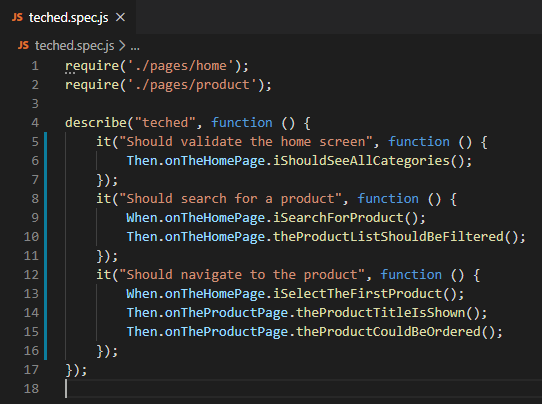 JS teched.spec.js ×
JS teched.spec.js > ...
1 require('./pages/home');
2 require('./pages/product');
3
4 describe("teched", function () {
5     it("Should validate the home screen", function () {
6         Then.onTheHomePage.iShouldSeeAllCategories();
7     });
8     it("Should search for a product", function () {
9         When.onTheHomePage.iSearchForProduct();
10         Then.onTheHomePage.theProductListShouldBeFiltered();
11     });
12     it("Should navigate to the product", function () {
13         When.onTheHomePage.iSelectTheFirstProduct();
14         Then.onTheProductPage.theProductTitleIsShown();
15         Then.onTheProductPage.theProductCouldBeOrdered();
16     });
17 });
18